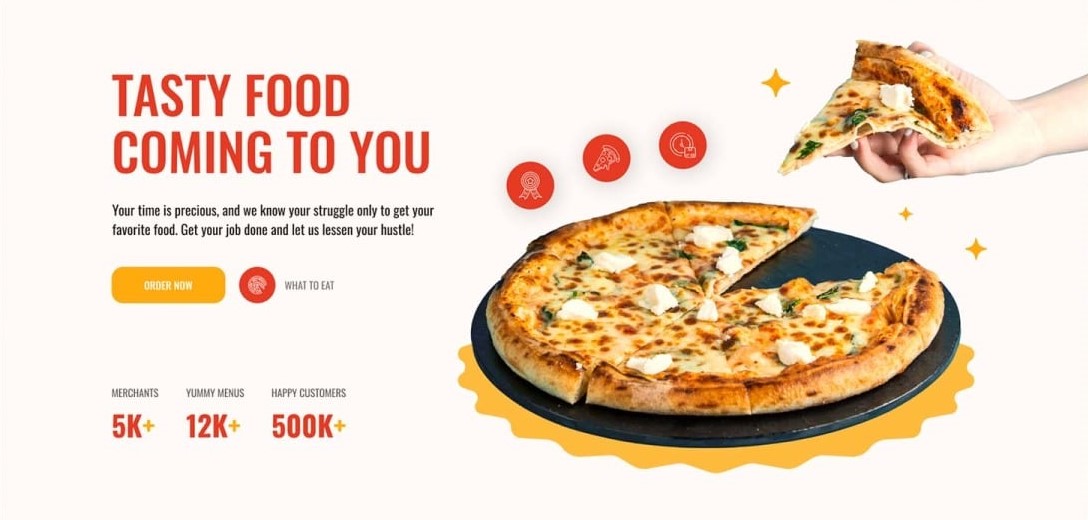 TASTY FOOD
COMING TO YOU
Your time is precious, and we know your struggle only to get your
favorite food. Get your job done and let us lessen your hustle!
ORDER NOW
WHAT TO EAT
MERCHANTS YUMMY MENUS HAPPY CUSTOMERS
5K+ 12K+ 500K+